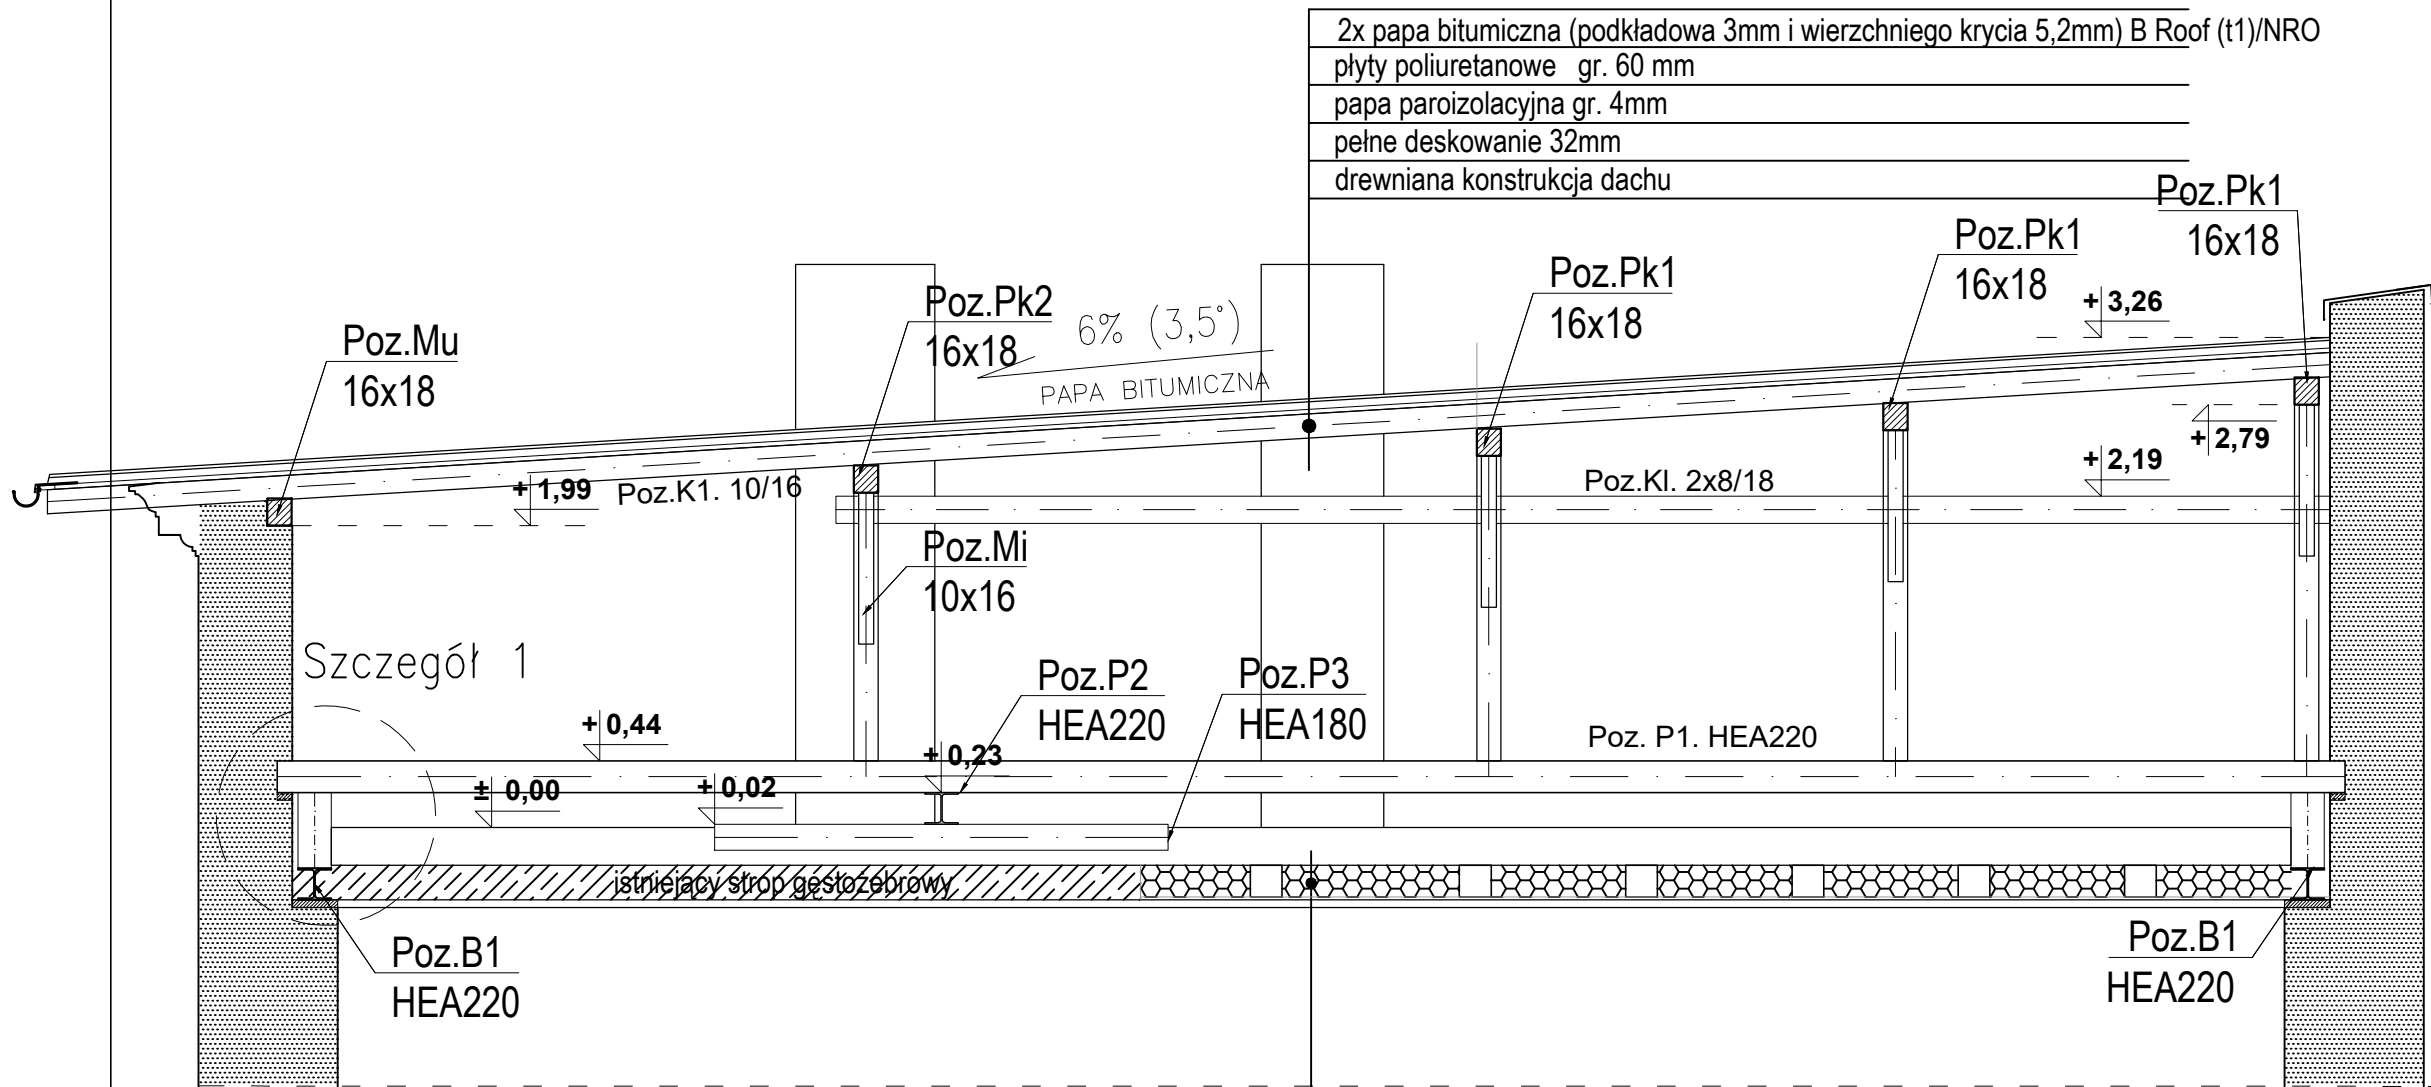 2x papa bitumiczna (podkładowa 3mm i wierzchniego krycia 5,2mm) B Roof (t1)/NRO
płyty poliuretanowe gr. 60 mm
papa paroizolacyjna gr. 4mm
pełne deskowanie 32mm
drewniana konstrukcja dachu
Poz.Pk1
16x18
Poz.Pk1
16x18
Poz.Pk1
16x18
+ 3,26
Poz.Pk2
16x18
6% (3,5°)
PAPA BITUMICZNA
Poz.Mu
16x18
+ 2,79
+ 2,19
+ 1,99
Poz.K1. 10/16
Poz.Kl. 2x8/18
Poz.Mi
10x16
Szczegół 1
Poz.P2
HEA220
Poz.P3
HEA180
+ 0,44
Poz. P1. HEA220
+ 0,23
± 0,00
+ 0,02
istniejący strop gęstożebrowy
Poz.B1
HEA220
Poz.B1
HEA220